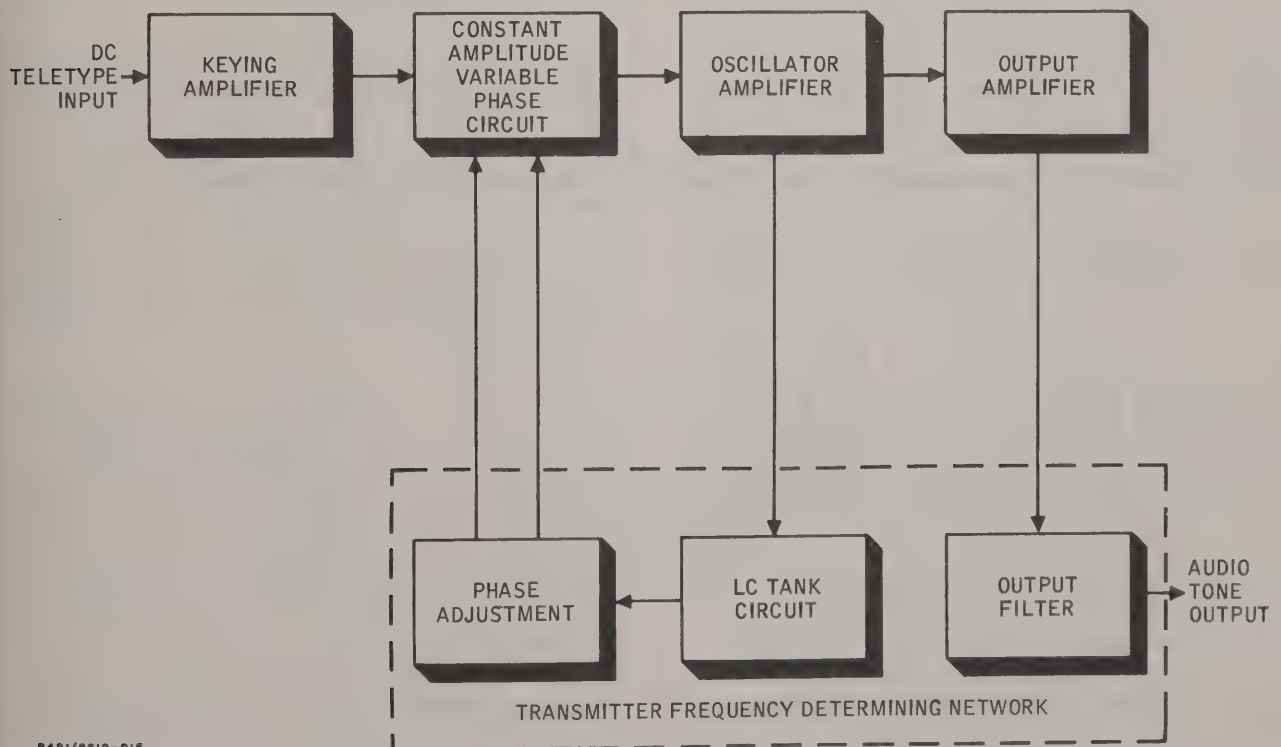 DC
TELETYPE
INPUT
KEYING
AMPLIFIER
CONSTANT
AMPLITUDE
VARIABLE
PHASE
CIRCUIT
OSCILLATOR
AMPLIFIER
OUTPUT
AMPLIFIER
PHASE
ADJUSTMENT
LC TANK
CIRCUIT
OUTPUT
FILTER
AUDIO
TONE
OUTPUT
TRANSMITTER FREQUENCY DETERMINING NETWORK